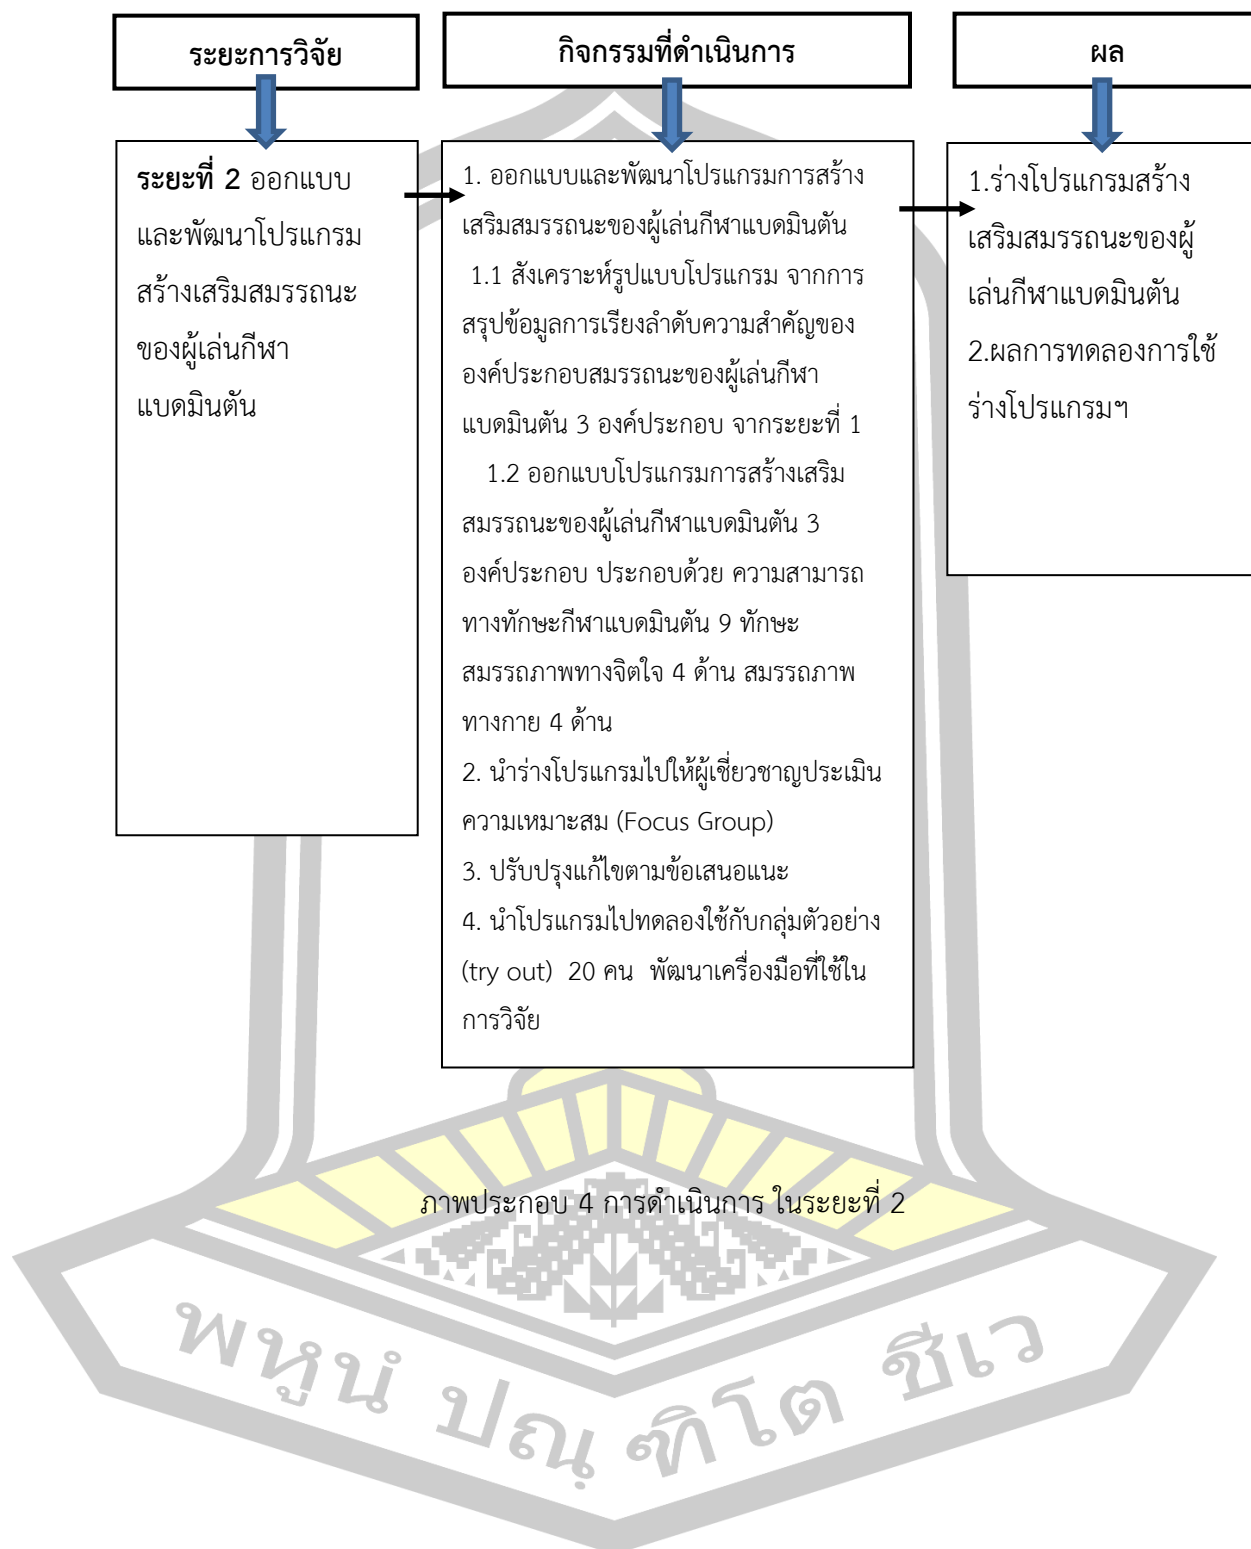 ระยะการวิจัย
กิจกรรมที่ดำเนินการ
ผล
ระยะที่ 2 ออกแบบ
และพัฒนาโปรแกรม
สร้างเสริมสมรรถนะ
ของผู้เล่นกีฬา
แบดมินตัน
1. ออกแบบและพัฒนาโปรแกรมการสร้าง
เสริมสมรรถนะของผู้เล่นกีฬาแบดมินตัน
1.1 สังเคราะห์รูปแบบโปรแกรม จากการ
สรุปข้อมูลการเรียงลำดับความสำคัญของ
องค์ประกอบสมรรถนะของผู้เล่นกีฬา
แบดมินตัน 3 องค์ประกอบ จากระยะที่ 1
1.2 ออกแบบโปรแกรมการสร้างเสริม
สมรรถนะของผู้เล่นกีฬาแบดมินตัน 3
องค์ประกอบ ประกอบด้วย ความสามารถ
ทางทักษะกีฬาแบดมินตัน 9 ทักษะ
สมรรถภาพทางจิตใจ 4 ด้าน สมรรถภาพ
ทางกาย 4 ด้าน
2. นำร่างโปรแกรมไปให้ผู้เชี่ยวชาญประเมิน
ความเหมาะสม (Focus Group)
3. ปรับปรุงแก้ไขตามข้อเสนอแนะ
4. นำโปรแกรมไปทดลองใช้กับกลุ่มตัวอย่าง
(try out) 20 คน พัฒนาเครื่องมือที่ใช้ใน
การวิจัย
1.ร่างโปรแกรมสร้าง
เสริมสมรรถนะของผู้
เล่นกีฬาแบดมินตัน
2.ผลการทดลองการใช้
ร่างโปรแกรมฯ
ภาพประกอบ 4 การดำเนินการ ในระยะที่ 2
พหูนํ ปณฺฑิโต ชีเว